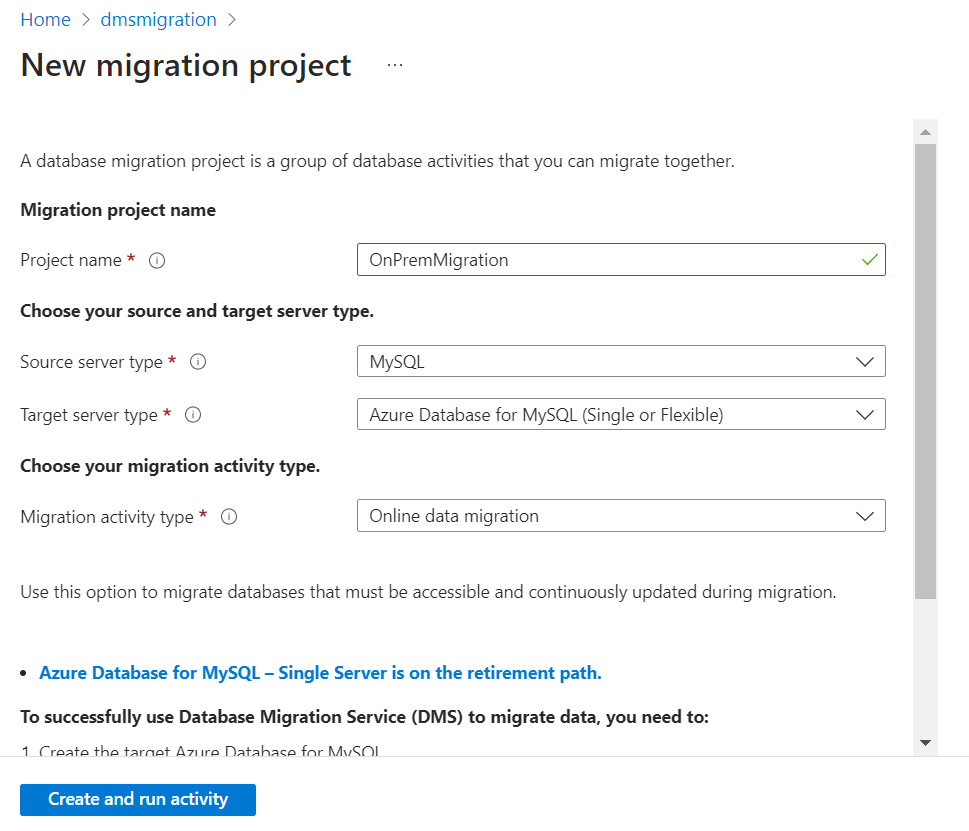 Home > dmsmigration >
New migration project ...
A database migration project is a group of database activities that you can migrate together.
Migration project name
Project name *
OnPremMigration
Choose your source and target server type.
Source server type *
MySQL
Target server type *
Azure Database for MySQL (Single or Flexible)
Choose your migration activity type.
Migration activity type *
Online data migration
Use this option to migrate databases that must be accessible and continuously updated during migration.
• Azure Database for MySQL – Single Server is on the retirement path.
To successfully use Database Migration Service (DMS) to migrate data, you need to:
1. Create the target Azure Database for MySQL
Create and run activity